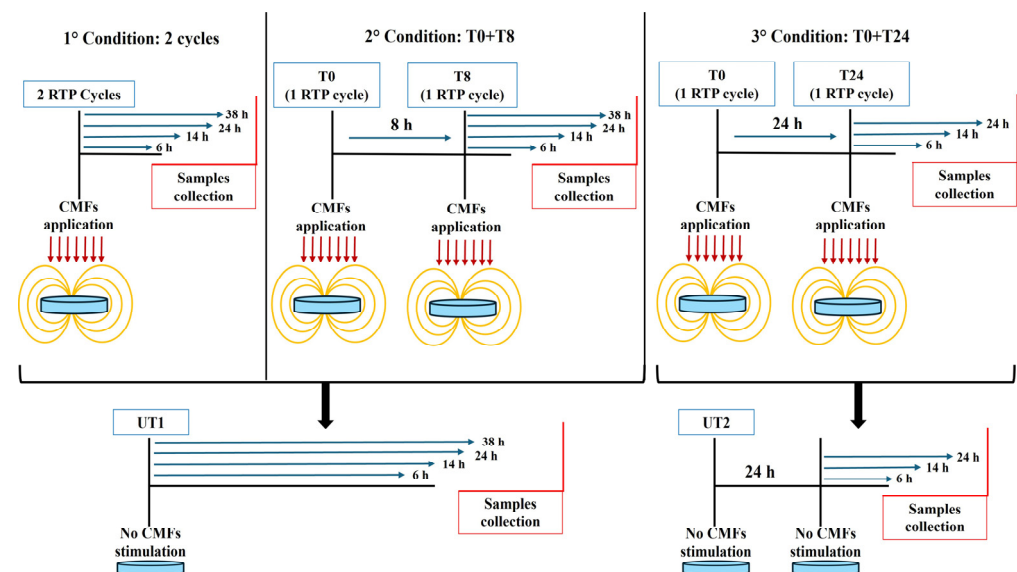 1° Condition: 2 cycles
2 RTP Cycles
38 h
24 h
14 h
6 h
Samples
collection
CMFs
application
2° Condition: T0+T8
T0
(1 RTP cycle)
T8
(1 RTP cycle)
8 h
38 h
24 h
14 h
6 h
Samples
collection
CMFs
application
CMFs
application
3° Condition: T0+T24
T0
(1 RTP cycle)
T24
(1 RTP cycle)
24 h
24 h
14 h
6 h
Samples
collection
CMFs
application
CMFs
application
UT1
38 h
24 h
14 h
6 h
Samples
collection
No CMFs
stimulation
UT2
24 h
24 h
14 h
6 h
Samples
collection
No CMFs
stimulation
No CMFs
stimulation